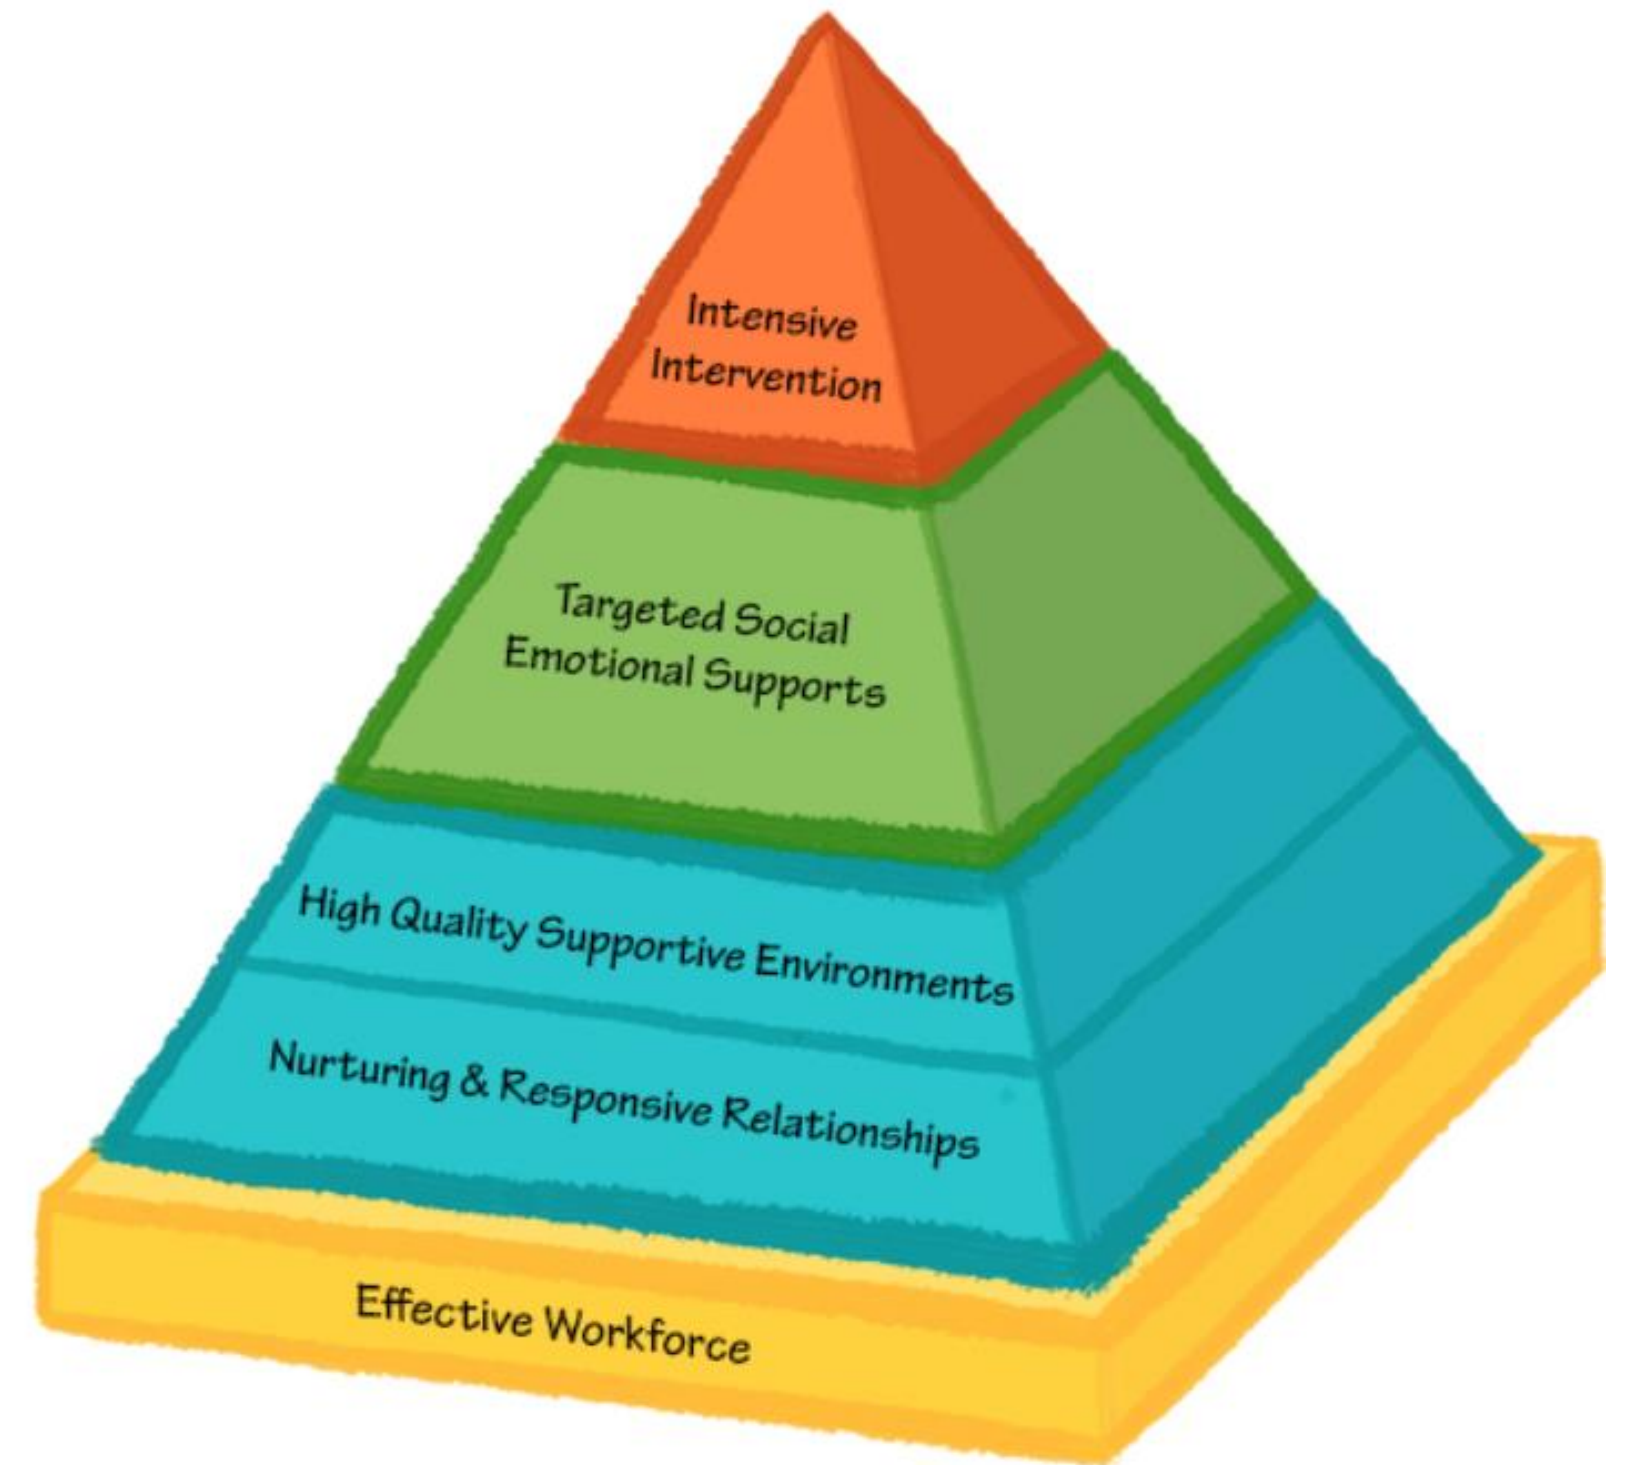 Intensive
Intervention
Targeted Social
Emotional Supports
High Quality Supportive Environments
Nurturing & Responsive Relationships
Effective Workforce